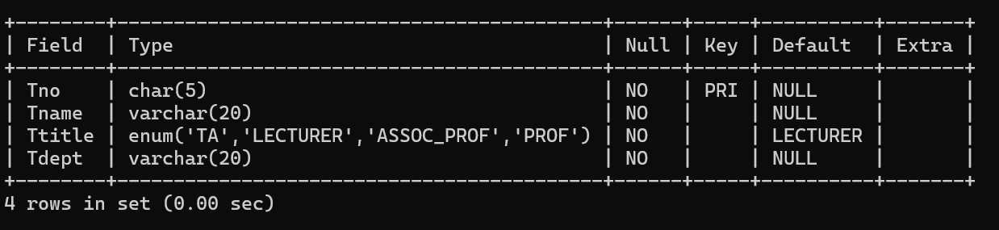 +--------+--------------------------------------------+------+-----+----------+-------+
| Field  | Type                                       | Null | Key | Default  | Extra |
+--------+--------------------------------------------+------+-----+----------+-------+
| Tno    | char(5)                                    | NO   | PRI | NULL     |       |
| Tname  | varchar(20)                                | NO   |     | NULL     |       |
| Ttitle | enum('TA','LECTURER','ASSOC_PROF','PROF') | NO   |     | LECTURER |       |
| Tdept  | varchar(20)                                | NO   |     | NULL     |       |
+--------+--------------------------------------------+------+-----+----------+-------+
4 rows in set (0.00 sec)